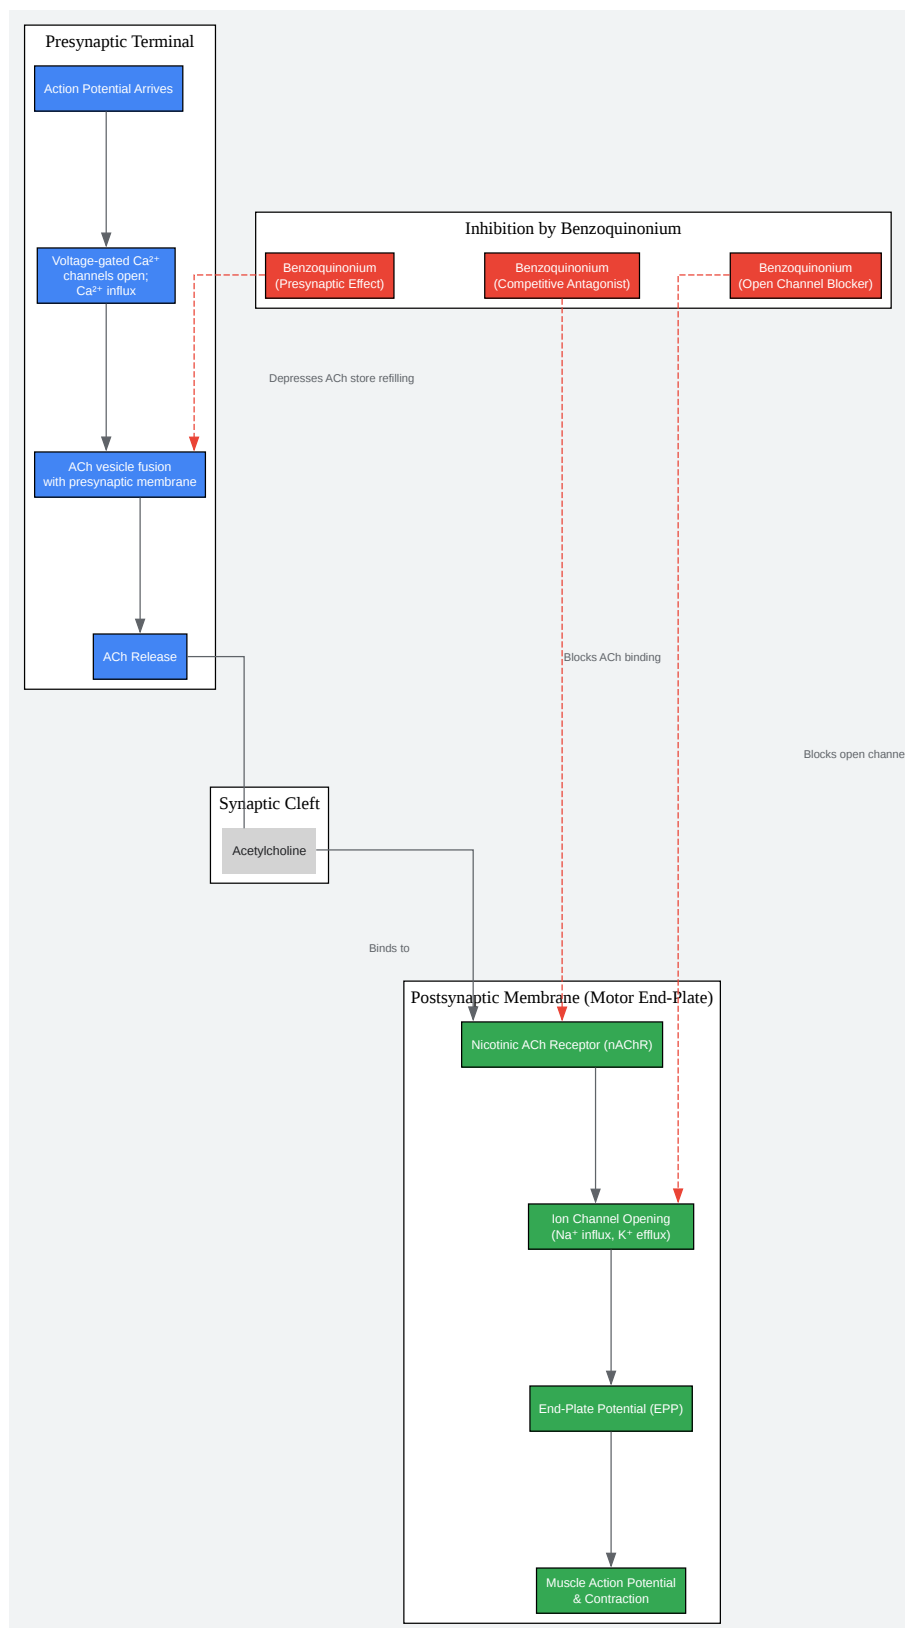 Presynaptic Terminal
Action Potential Arrives
Voltage-gated Ca²⁺
channels open;
Ca²⁺ influx
ACh vesicle fusion
with presynaptic membrane
ACh Release
Inhibition by Benzoquinonium
Benzoquinonium
(Presynaptic Effect)
Benzoquinonium
(Competitive Antagonist)
Benzoquinonium
(Open Channel Blocker)
Depresses ACh store refilling
Blocks ACh binding
Blocks open channe
Synaptic Cleft
Acetylcholine
Binds to
Postsynaptic Membrane (Motor End-Plate)
Nicotinic ACh Receptor (nAChR)
Ion Channel Opening
(Na⁺ influx, K⁺ efflux)
End-Plate Potential (EPP)
Muscle Action Potential
& Contraction